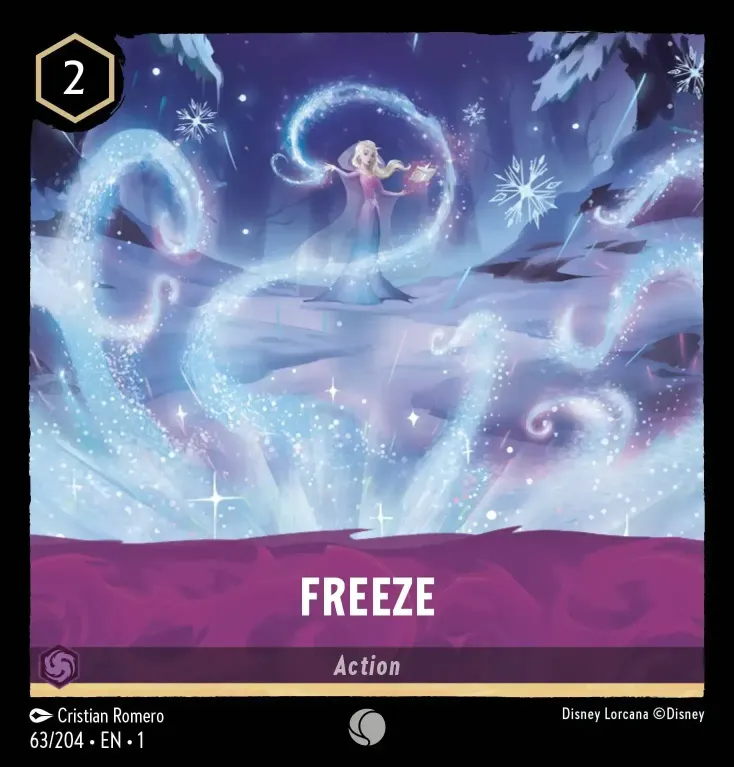 2
FREEZE
Action
Cristian Romero
Disney Lorcana ©Disney
63/204 • EN • 1